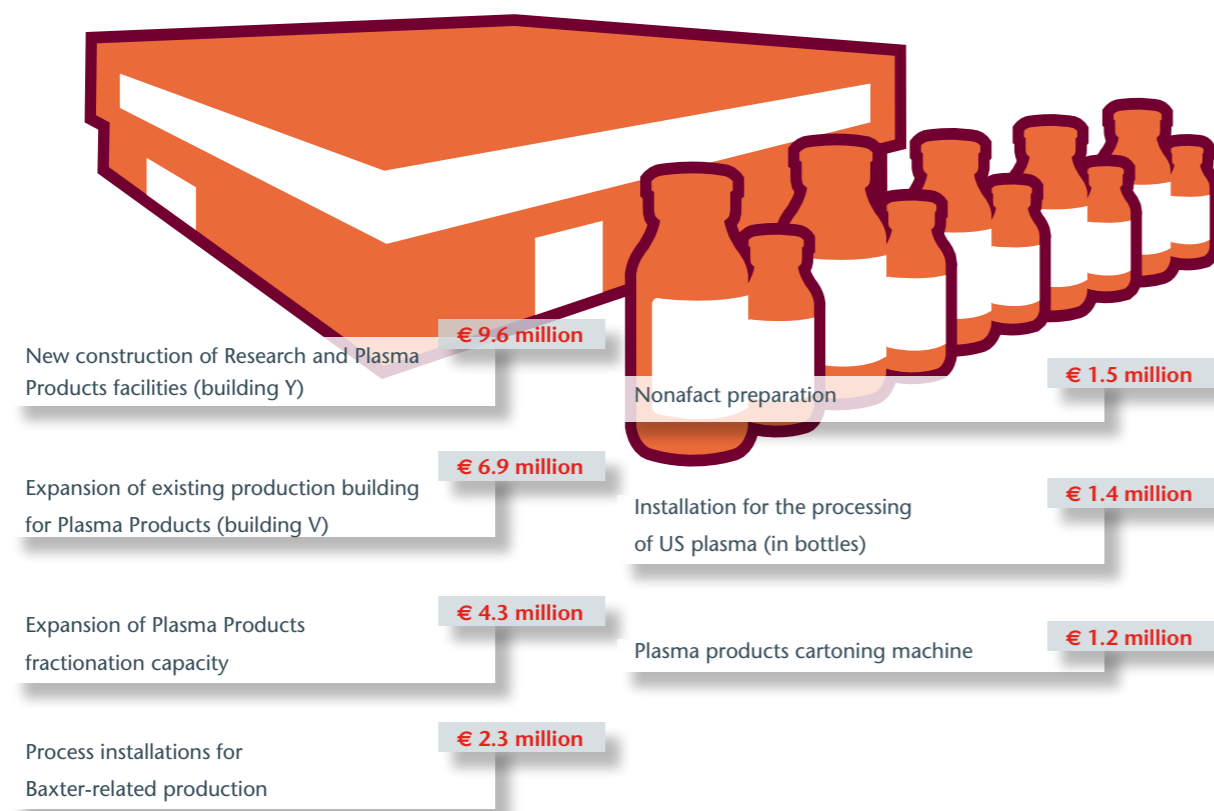 € 9.6 million
New construction of Research and Plasma
Products facilities (building Y)
€ 6.9 million
Expansion of existing production building
for Plasma Products (building V)
€ 4.3 million
Expansion of Plasma Products
fractionation capacity
€ 2.3 million
Process installations for
Baxter-related production
€ 1.5 million
Nonafact preparation
€ 1.4 million
Installation for the processing
of US plasma (in bottles)
€ 1.2 million
Plasma products cartoning machine